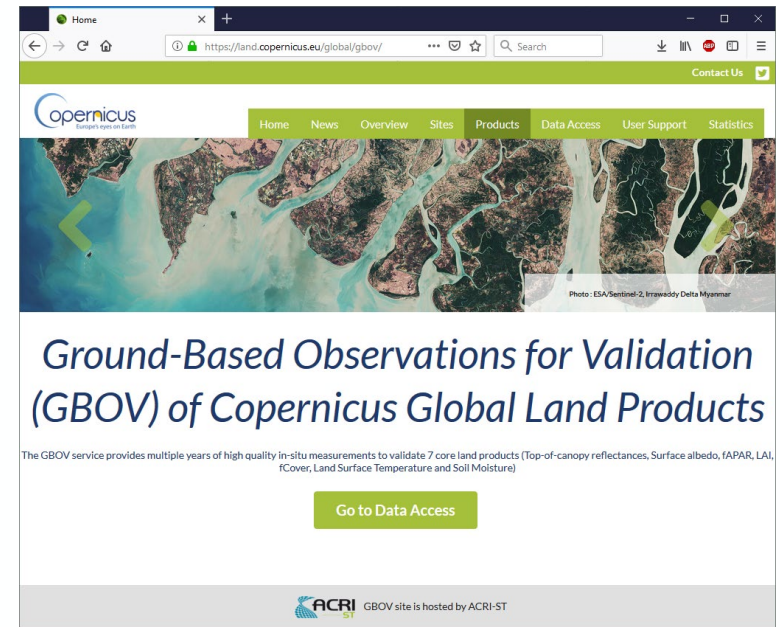 Home
https://land.copernicus.eu/global/gbov/
Search
ABP
Contact Us
opernicus
Europe's eyes on Earth
Home News Overview Sites Products Data Access User Support Statistics
Photo : ESA/Sentinel-2, Irrawaddy Delta Myanmar
Ground-Based Observations for Validation
(GBOV) of Copernicus Global Land Products
The GBOV service provides multiple years of high quality in-situ measurements to validate 7 core land products (Top-of-canopy reflectances, Surface albedo, fAPAR, LAI,
fCover, Land Surface Temperature and Soil Moisture)
Go to Data Access
ACRI
ST
GBOV site is hosted by ACRI-ST